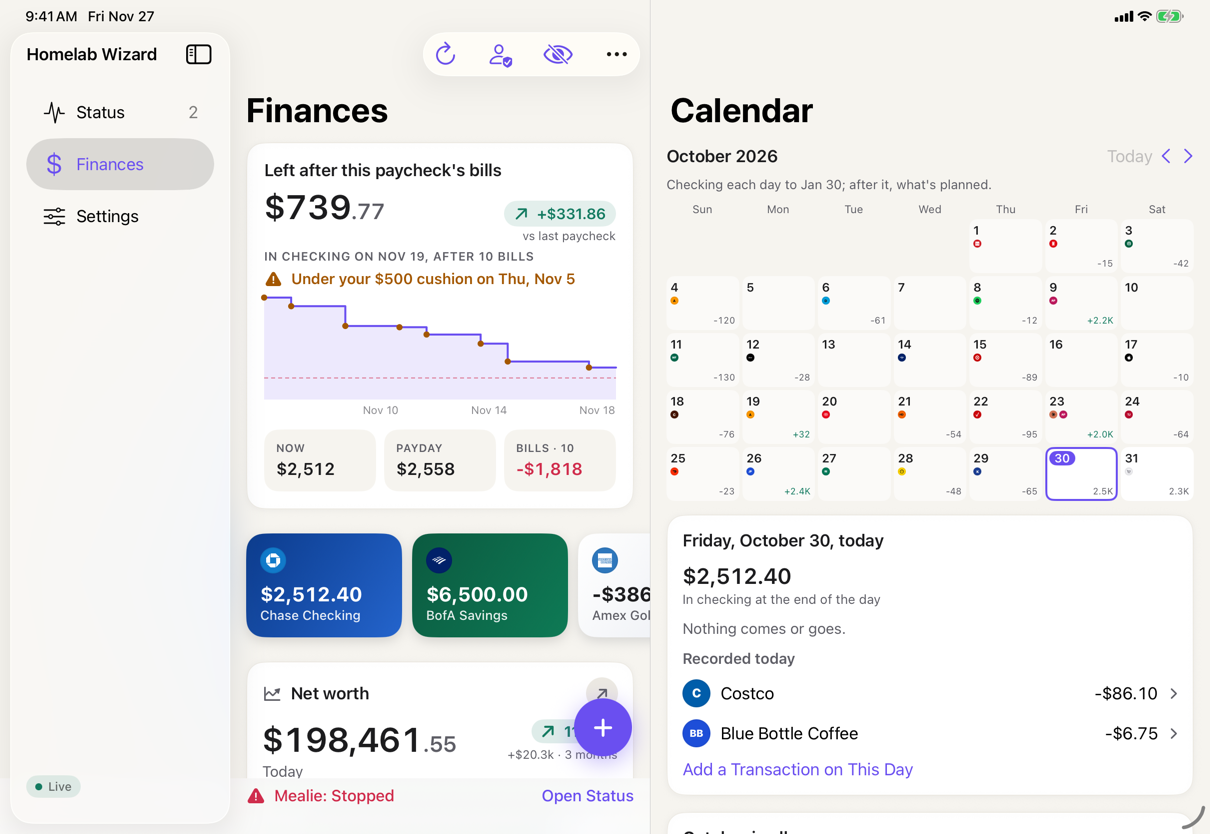 9:41 AM Fri Nov 27
Homelab Wizard
Status 2
Finances
Settings
Live
Finances
Left after this paycheck's bills
$739.77
+$331.86
vs last paycheck
IN CHECKING ON NOV 19, AFTER 10 BILLS
Under your $500 cushion on Thu, Nov 5
Nov 10 Nov 14 Nov 18
NOW PAYDAY BILLS · 10
$2,512 $2,558 -$1,818
$2,512.40 $6,500.00 -$386
Chase Checking BofA Savings Amex Gol
Net worth
$198,461.55
+$20.3k · 3 months
Today
Mealie: Stopped Open Status
Calendar
October 2026 Today
Checking each day to Jan 30; after it, what's planned.
Sun Mon Tue Wed Thu Fri Sat
1 2 3
-15 -42
4 5 6 7 8 9 10
-120 -61 -12 +2.2K
11 12 13 14 15 16 17
-130 -28 -89 -10
18 19 20 21 22 23 24
-76 +32 -54 -95 +2.0K -64
25 26 27 28 29 30 31
-23 +2.4K -48 -65 2.5K 2.3K
Friday, October 30, today
$2,512.40
In checking at the end of the day
Nothing comes or goes.
Recorded today
C Costco -$86.10
BB Blue Bottle Coffee -$6.75
Add a Transaction on This Day